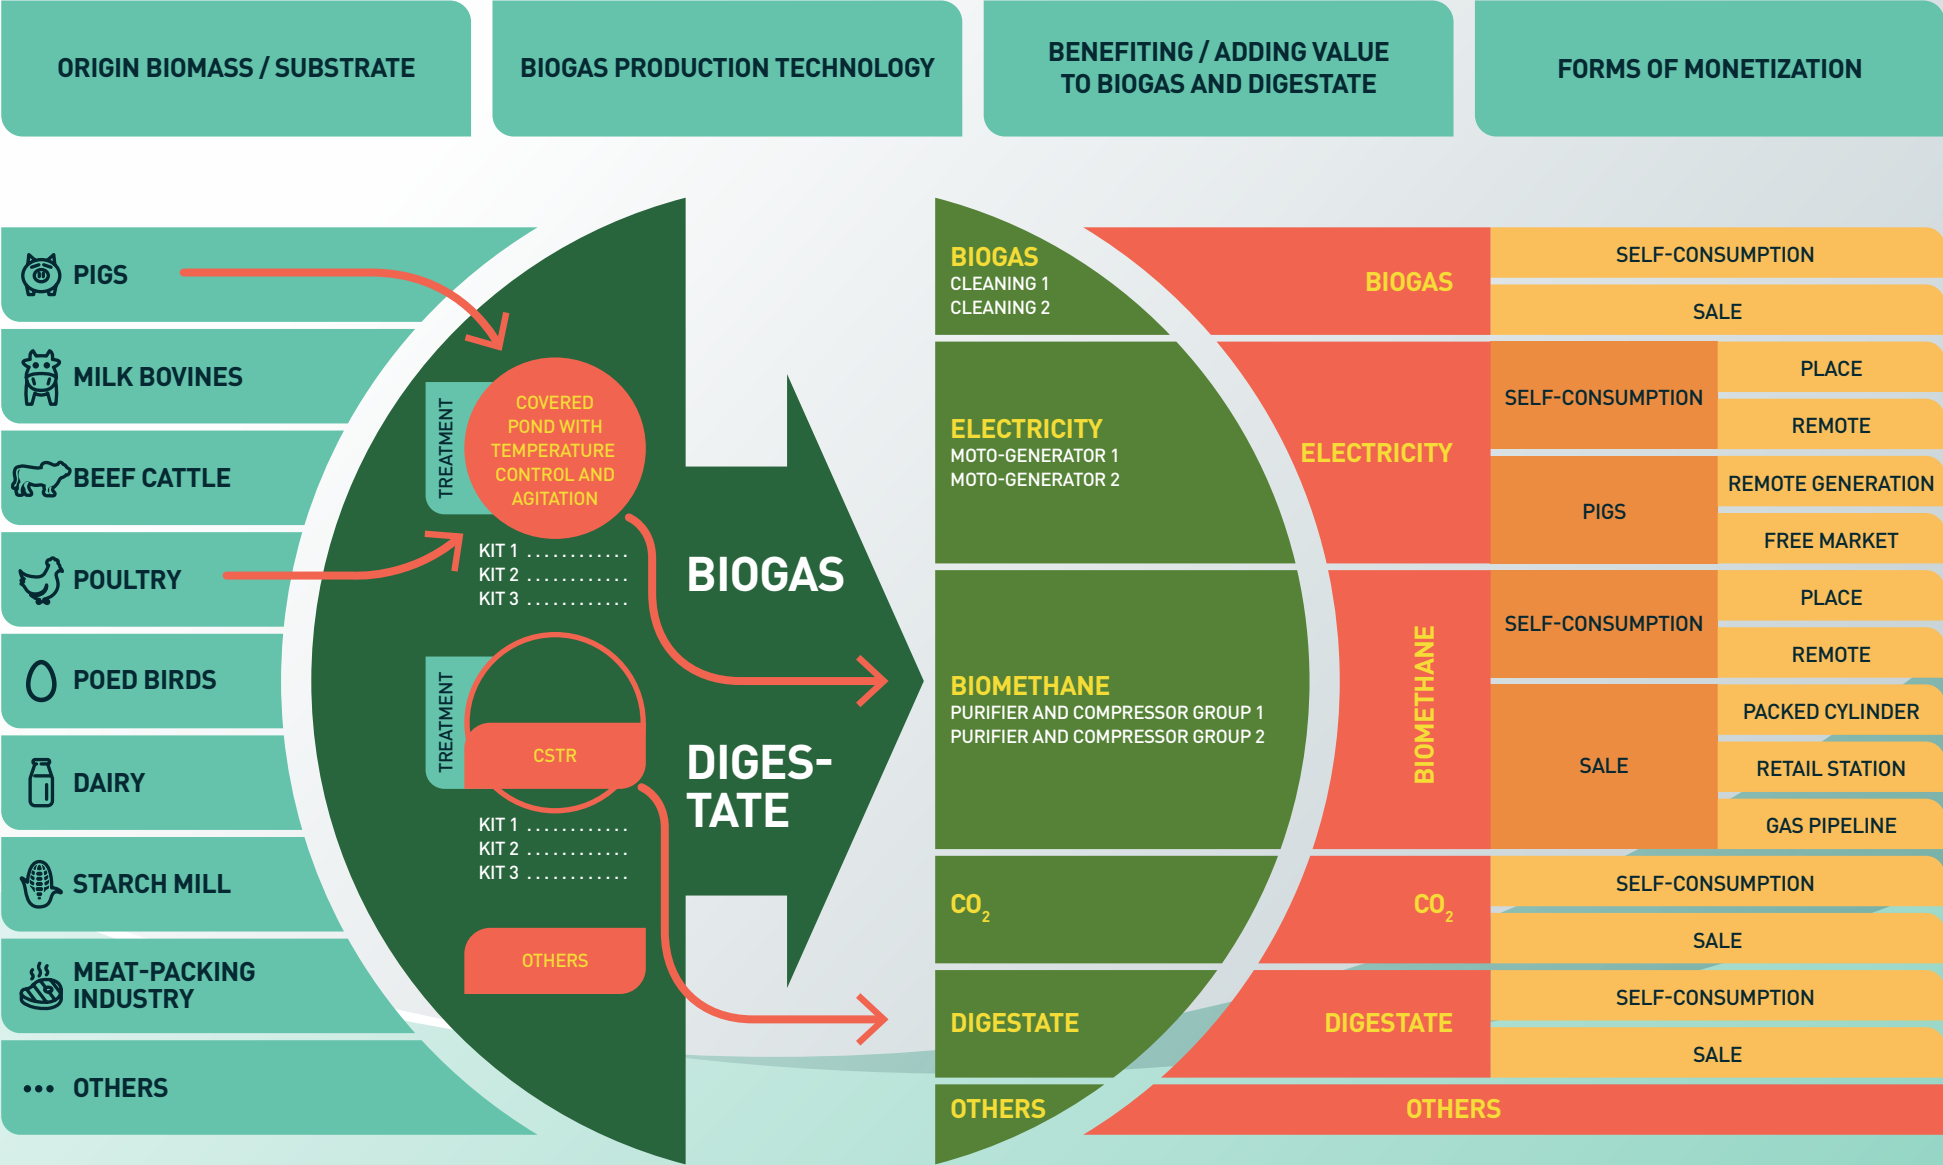 ORIGIN BIOMASS / SUBSTRATE
BIOGAS PRODUCTION TECHNOLOGY
BENEFITING / ADDING VALUE
TO BIOGAS AND DIGESTATE
FORMS OF MONETIZATION
PIGS
MILK BOVINES
BEEF CATTLE
POULTRY
POED BIRDS
DAIRY
STARCH MILL
MEAT-PACKING
INDUSTRY
... OTHERS
TREATMENT
COVERED
POND WITH
TEMPERATURE
CONTROL AND
AGITATION
KIT 1 ............
KIT 2 ............
KIT 3 ............
TREATMENT
CSTR
KIT 1 ............
KIT 2 ............
KIT 3 ............
OTHERS
BIOGAS
DIGES-
TATE
BIOGAS
CLEANING 1
CLEANING 2
ELECTRICITY
MOTO-GENERATOR 1
MOTO-GENERATOR 2
BIOMETHANE
PURIFIER AND COMPRESSOR GROUP 1
PURIFIER AND COMPRESSOR GROUP 2
CO2
DIGESTATE
OTHERS
BIOGAS
SELF-CONSUMPTION
SALE
ELECTRICITY
SELF-CONSUMPTION
PLACE
REMOTE
PIGS
REMOTE GENERATION
FREE MARKET
BIOMETHANE
SELF-CONSUMPTION
PLACE
REMOTE
SALE
PACKED CYLINDER
RETAIL STATION
GAS PIPELINE
CO2
SELF-CONSUMPTION
SALE
DIGESTATE
SELF-CONSUMPTION
SALE
OTHERS